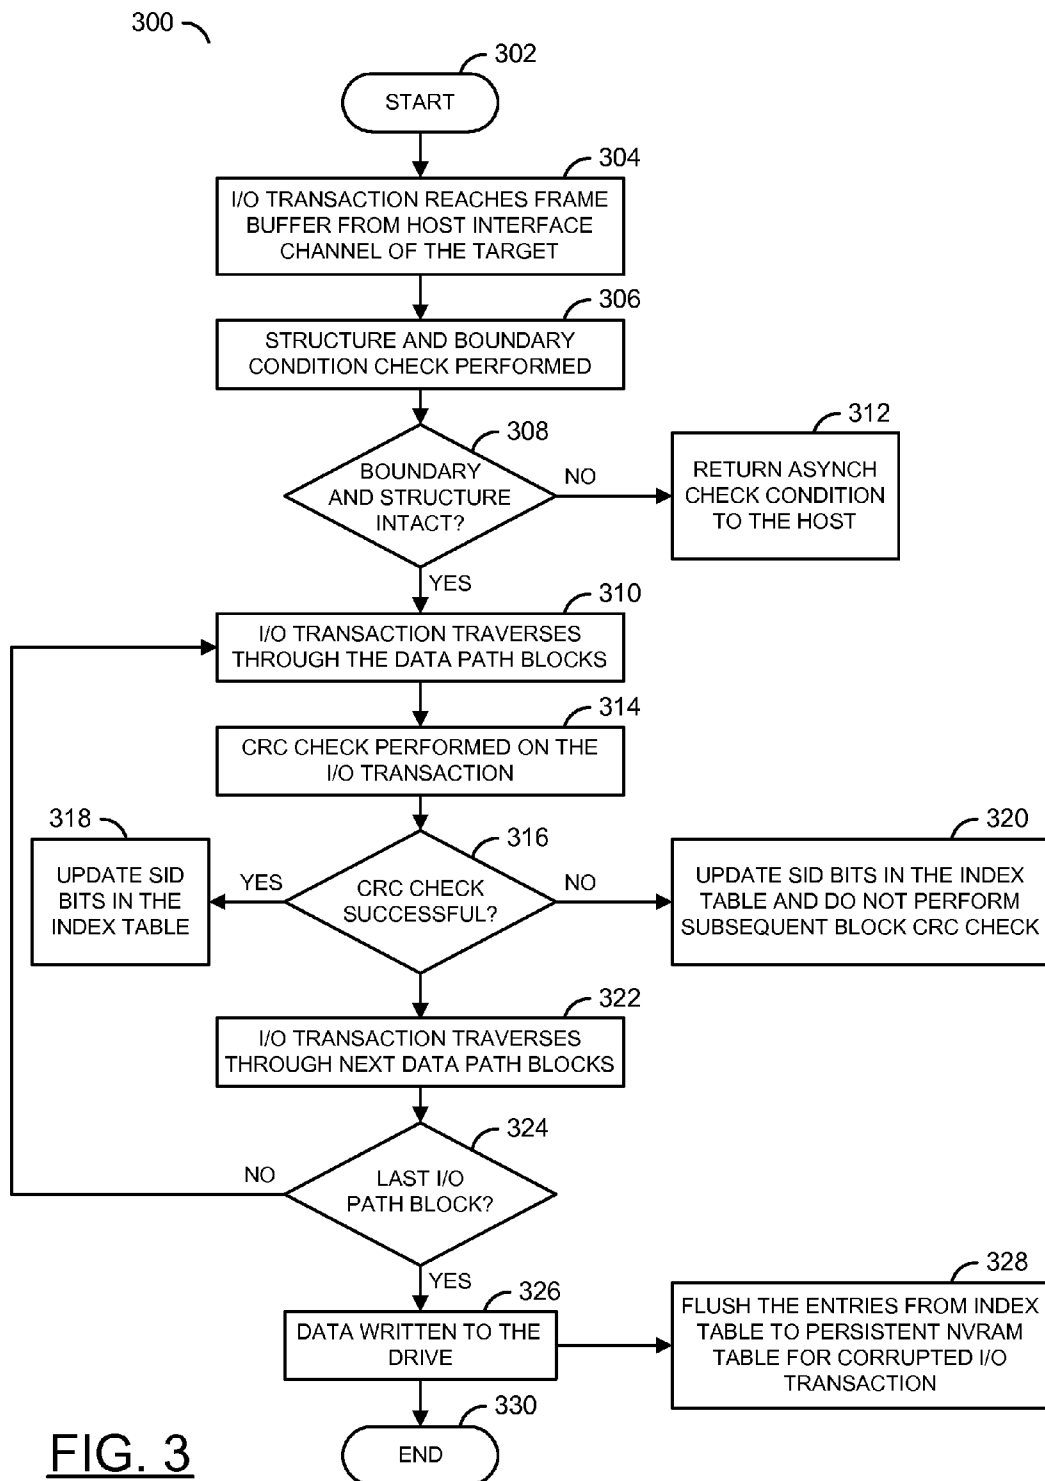 300
302
START
304
I/O TRANSACTION REACHES FRAME
BUFFER FROM HOST INTERFACE
CHANNEL OF THE TARGET
306
STRUCTURE AND BOUNDARY
CONDITION CHECK PERFORMED
308
BOUNDARY
AND STRUCTURE
INTACT?
NO
312
RETURN ASYNCH
CHECK CONDITION
TO THE HOST
YES
310
I/O TRANSACTION TRAVERSES
THROUGH THE DATA PATH BLOCKS
314
CRC CHECK PERFORMED ON THE
I/O TRANSACTION
316
CRC CHECK
SUCCESSFUL?
YES
318
UPDATE SID
BITS IN THE
INDEX TABLE
NO
320
UPDATE SID BITS IN THE INDEX
TABLE AND DO NOT PERFORM
SUBSEQUENT BLOCK CRC CHECK
322
I/O TRANSACTION TRAVERSES
THROUGH NEXT DATA PATH BLOCKS
324
LAST I/O
PATH BLOCK?
NO
YES
326
DATA WRITTEN TO THE
DRIVE
328
FLUSH THE ENTRIES FROM INDEX
TABLE TO PERSISTENT NVRAM
TABLE FOR CORRUPTED I/O
TRANSACTION
330
END
FIG. 3